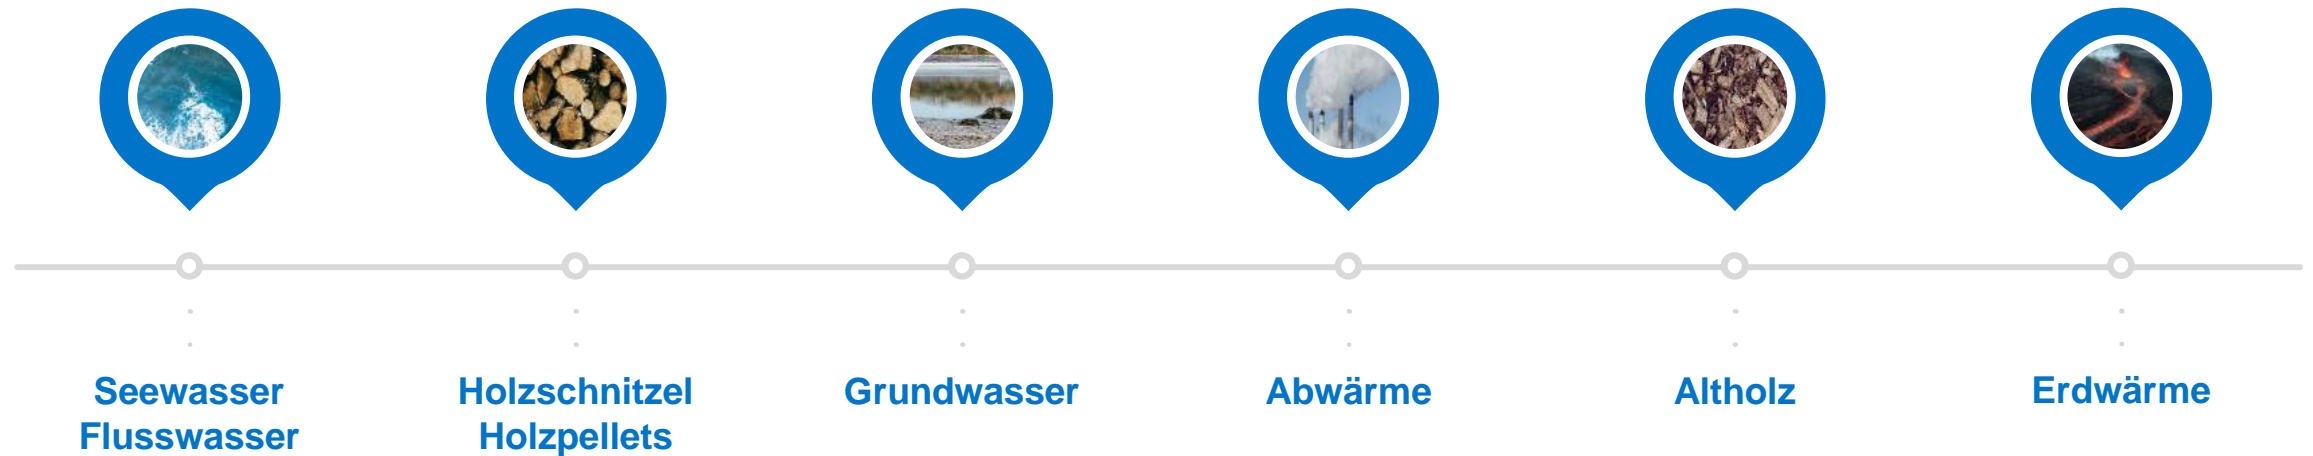 Seewasser
Flusswasser
Holzschnitzel
Holzpellets
Grundwasser
Abwärme
Altholz
Erdwärme